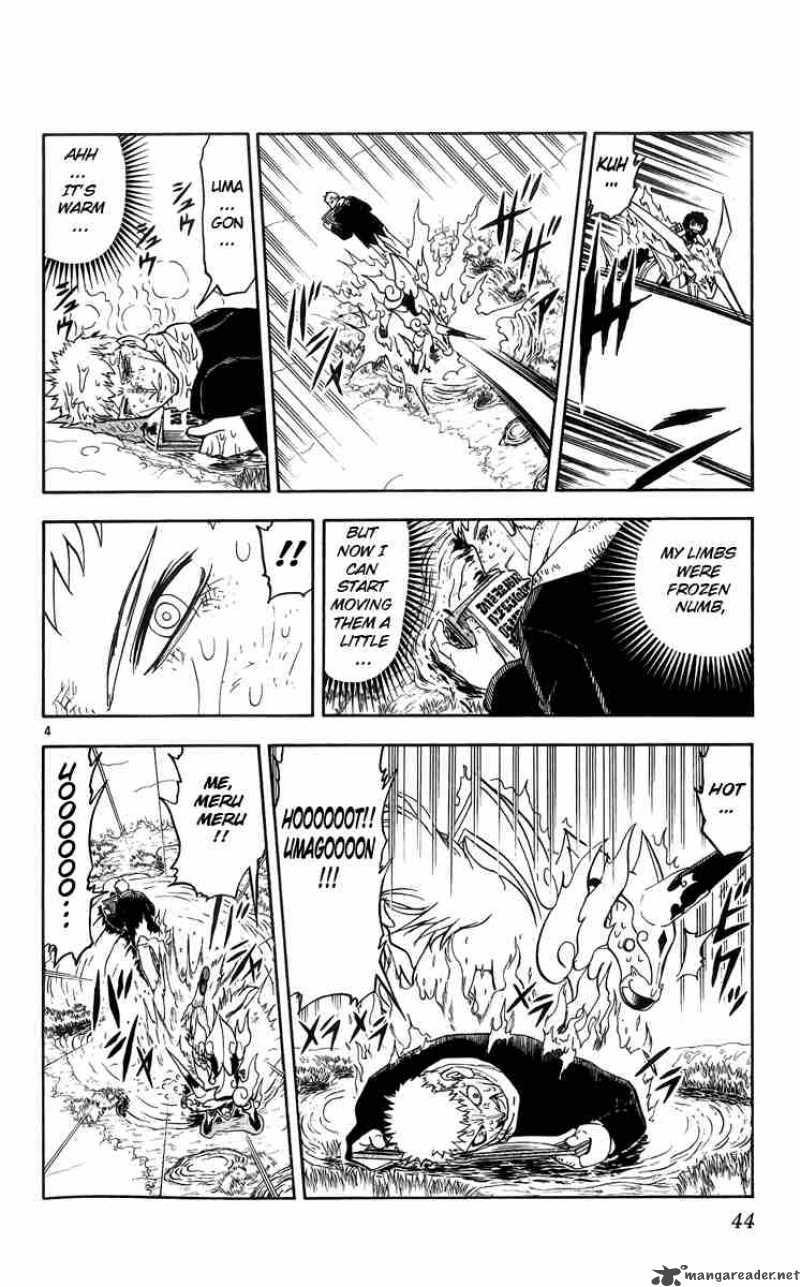 KUH
...
UMA
...
GON
...
AHH
...
IT'S
WARM
...
MY LIMBS
WERE
FROZEN
NUMB,
BUT
NOW I
CAN
START
MOVING
THEM A
LITTLE
...
!!
4
HOT
...
HOOOOOOT!!
UMAGOOOON
!!!
ME,
MERU
MERU
!!
UOOOOOO...
44
mangareader.net